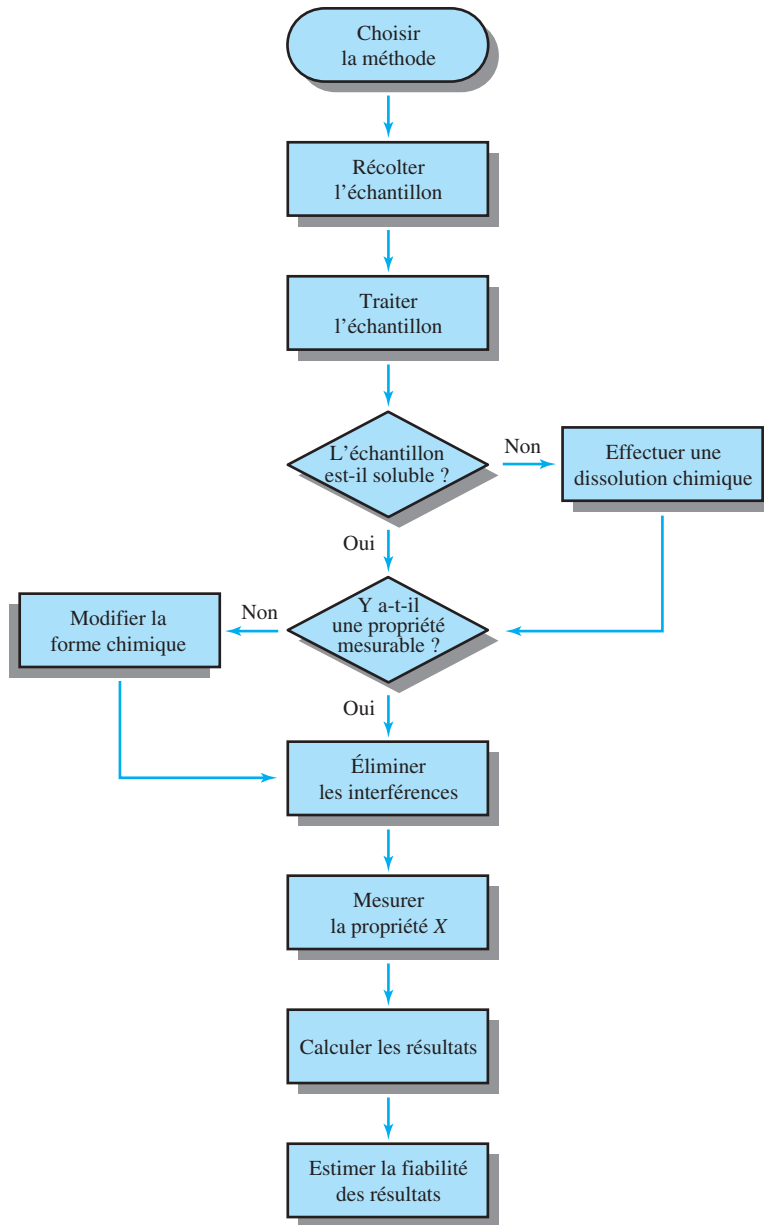 Choisir
la méthode
Récolter
l'échantillon
Traiter
l'échantillon
L'échantillon
est-il soluble ?
Non
Effectuer une
dissolution chimique
Oui
Y a-t-il
une propriété
mesurable ?
Non
Modifier la
forme chimique
Oui
Éliminer
les interférences
Mesurer
la propriété X
Calculer les résultats
Estimer la fiabilité
des résultats